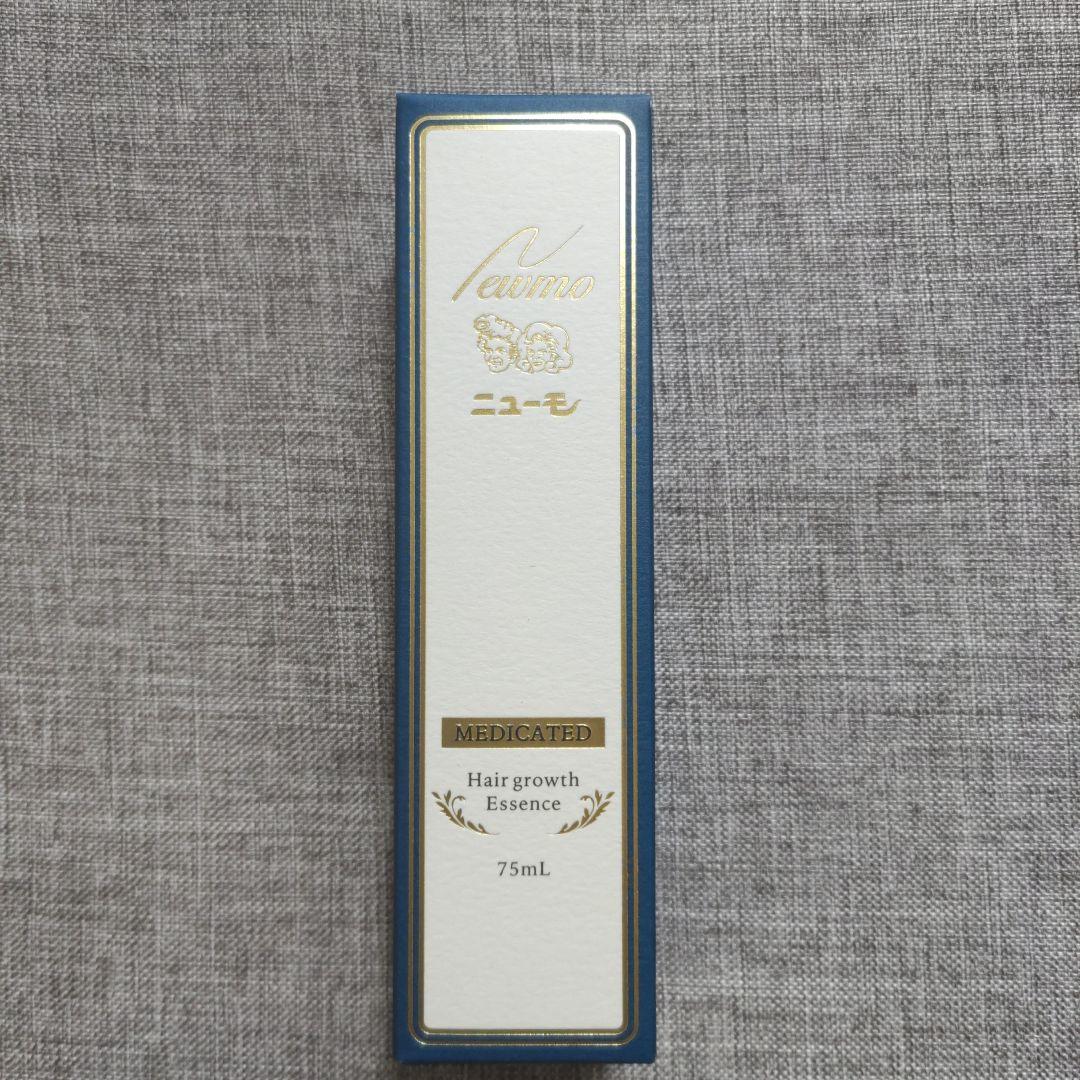 Newmo
ニューモ
MEDICATED
Hair growth
Essence
75mL